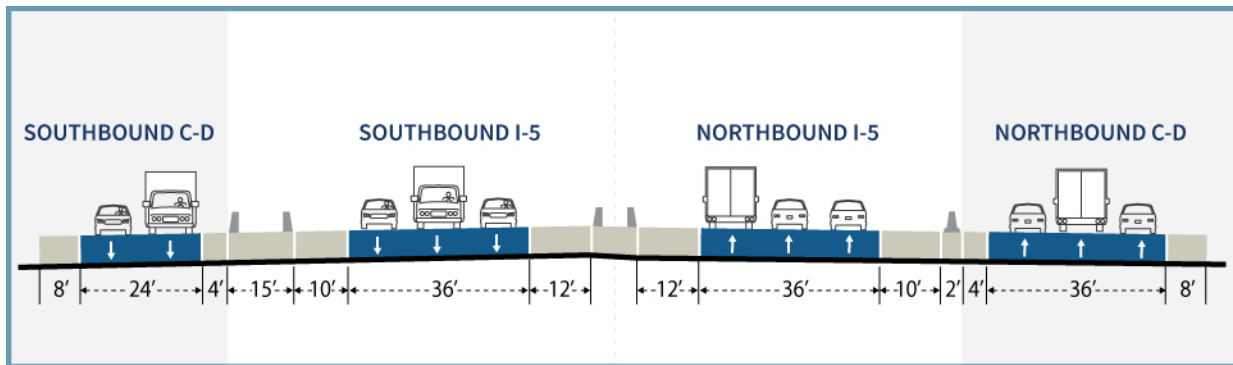 SOUTHBOUND C-D
SOUTHBOUND I-5
NORTHBOUND I-5
NORTHBOUND C-D
8' 24' 4' 15' 10' 36' 12' 12' 36' 10' 2' 4' 36' 8'